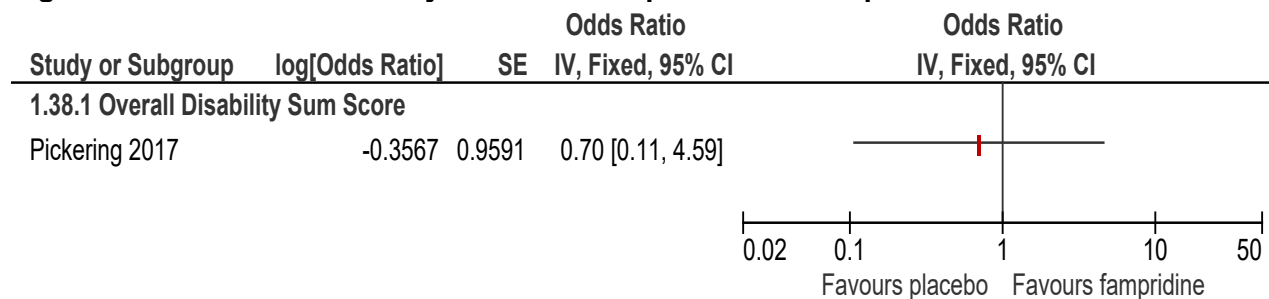 Odds Ratio Odds Ratio
Study or Subgroup log[Odds Ratio] SE IV, Fixed, 95% CI IV, Fixed, 95% CI
1.38.1 Overall Disability Sum Score
Pickering 2017 -0.3567 0.9591 0.70 [0.11, 4.59]
0.02 0.1 1 10 50
Favours placebo Favours fampridine